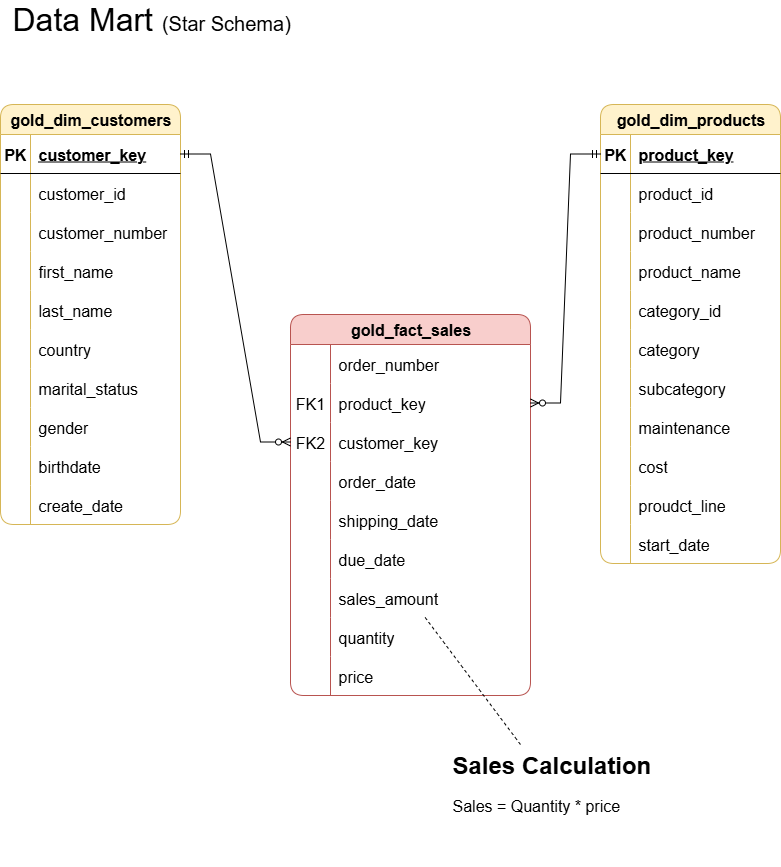 Data Mart (Star Schema)
gold_dim_customers
PK customer_key
customer_id
customer_number
first_name
last_name
country
marital_status
gender
birthdate
create_date
gold_fact_sales
order_number
FK1 product_key
FK2 customer_key
order_date
shipping_date
due_date
sales_amount
quantity
price
gold_dim_products
PK product_key
product_id
product_number
product_name
category_id
category
subcategory
maintenance
cost
proudct_line
start_date
Sales Calculation
Sales = Quantity * price